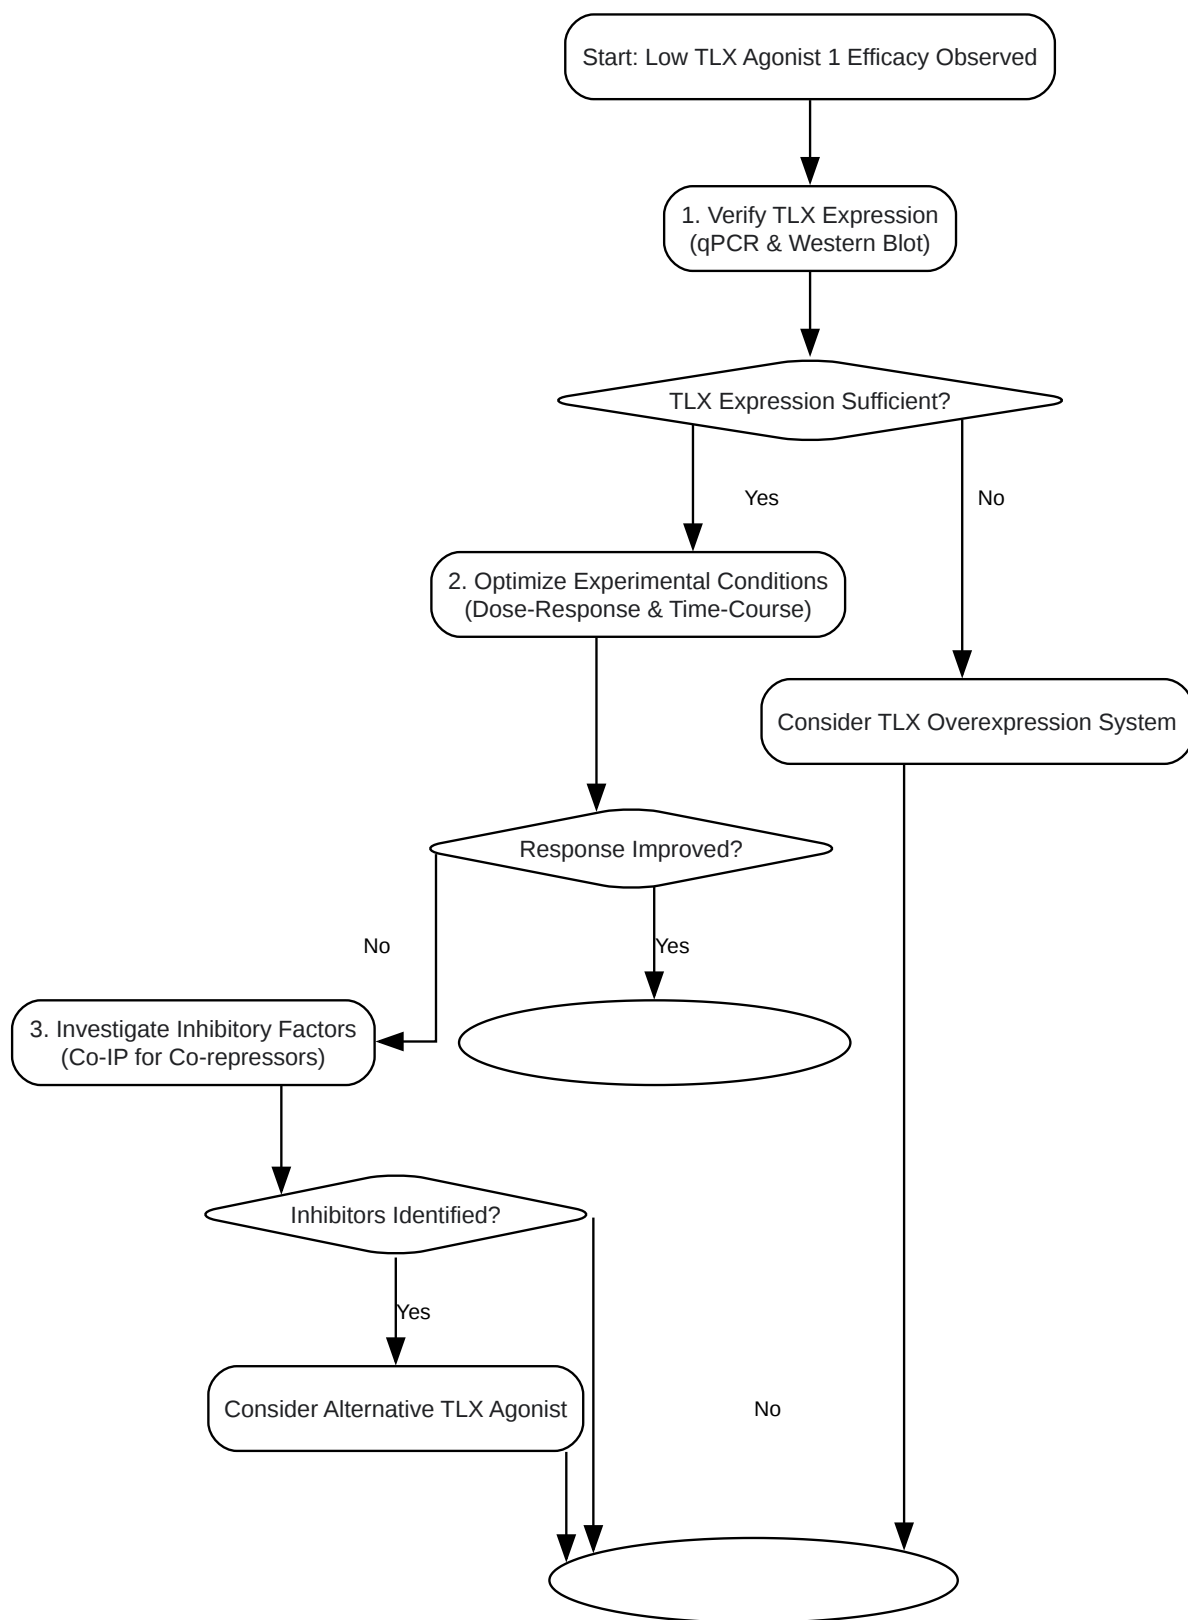 Start: Low TLX Agonist 1 Efficacy Observed
1. Verify TLX Expression
(qPCR & Western Blot)
TLX Expression Sufficient?
Yes
No
2. Optimize Experimental Conditions
(Dose-Response & Time-Course)
Consider TLX Overexpression System
Response Improved?
No
Yes
3. Investigate Inhibitory Factors
(Co-IP for Co-repressors)
Inhibitors Identified?
Yes
Consider Alternative TLX Agonist
No